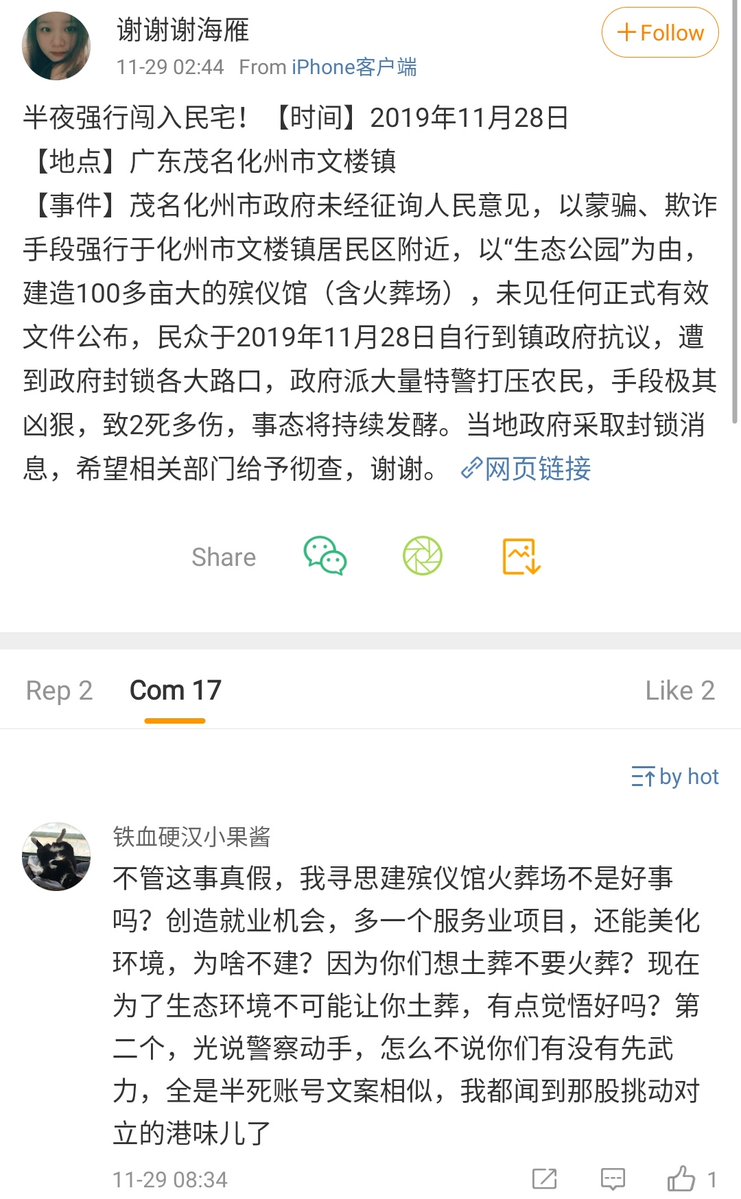 谢谢谢海雁
+Follow
11-29 02:44 From iPhone客户端
半夜强行闯入民宅！【时间】2019年11月28日
【地点】广东茂名化州市文楼镇
【事件】茂名化州市政府未经征询人民意见，以蒙骗、欺诈
手段强行于化州市文楼镇居民区附近，以“生态公园”为由，
建造100多亩大的殡仪馆（含火葬场），未见任何正式有效
文件公布，民众于2019年11月28日自行到镇政府抗议，遭
到政府封锁各大路口，政府派大量特警打压农民，手段极其
凶狠，致2死多伤，事态将持续发酵。当地政府采取封锁消
息，希望相关部门给予彻查，谢谢。 网页链接
Share
Rep 2 Com 17 Like 2
by hot
铁血硬汉小果酱
不管这事真假，我寻思建殡仪馆火葬场不是好事
吗？创造就业机会，多一个服务业项目，还能美化
环境，为啥不建？因为你们想土葬不要火葬？现在
为了生态环境不可能让你土葬，有点觉悟好吗？第
二个，光说警察动手，怎么不说你们有没有先武
力，全是半死账号文案相似，我都闻到那股挑动对
立的港味儿了
11-29 08:34 1